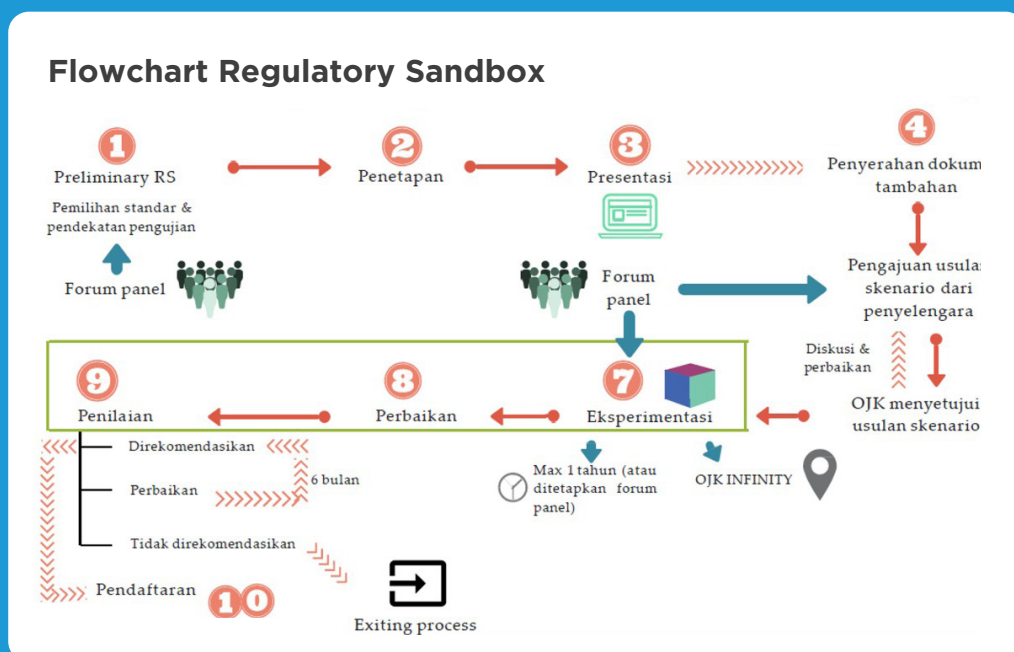 Flowchart Regulatory Sandbox
1
Preliminary RS
Pemilihan standar &
pendekatan pengujian
Forum panel
2
Penetapan
3
Presentasi
Forum
panel
4
Penyerahan dokum
tambahan
Pengajuan usula
skenario dari
penyelengara
Diskusi &
perbaikan
OJK menyetujui
usulan skenario
7
Eksperimentasi
Max 1 tahun (atau
ditetapkan forum
panel)
OJK INFINITY
8
Perbaikan
9
Penilaian
Direkomendasikan
Perbaikan
6 bulan
Tidak direkomendasikan
Exiting process
Pendaftaran
10